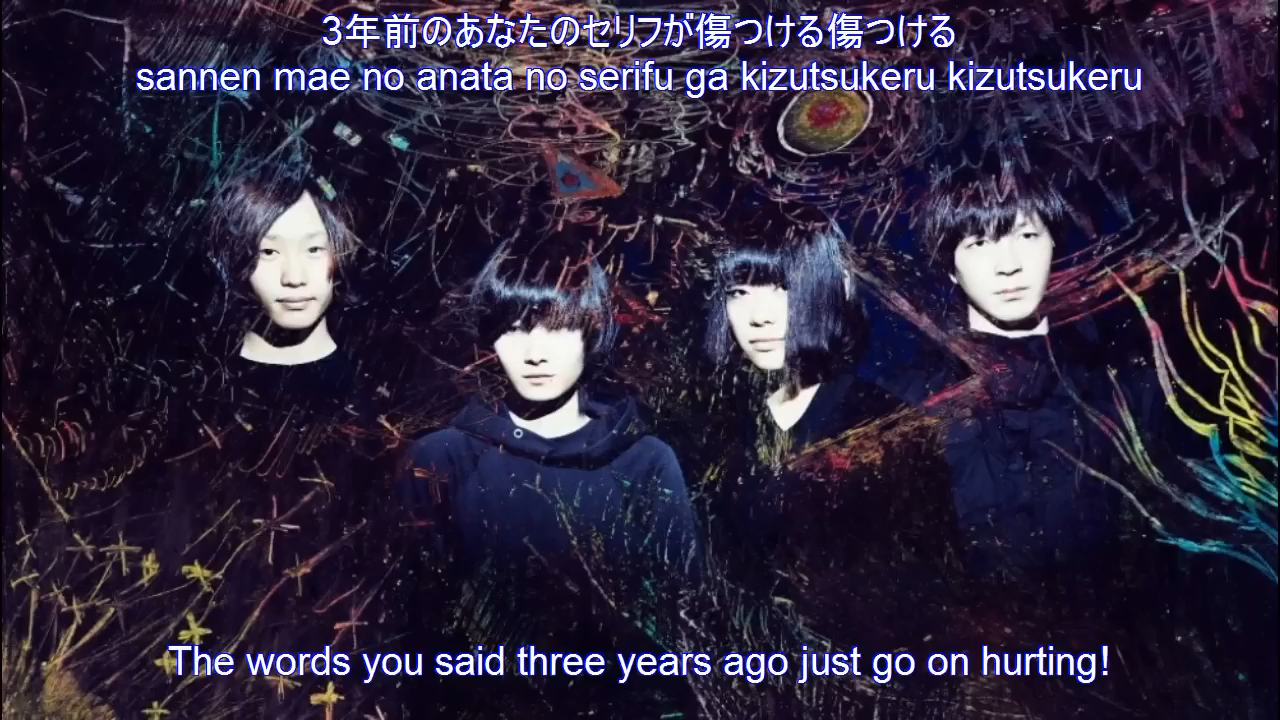 3年前のあなたのセリフが傷つける傷つける
sannen mae no anata no serifu ga kizutsukeru kizutsukeru
The words you said three years ago just go on hurting!